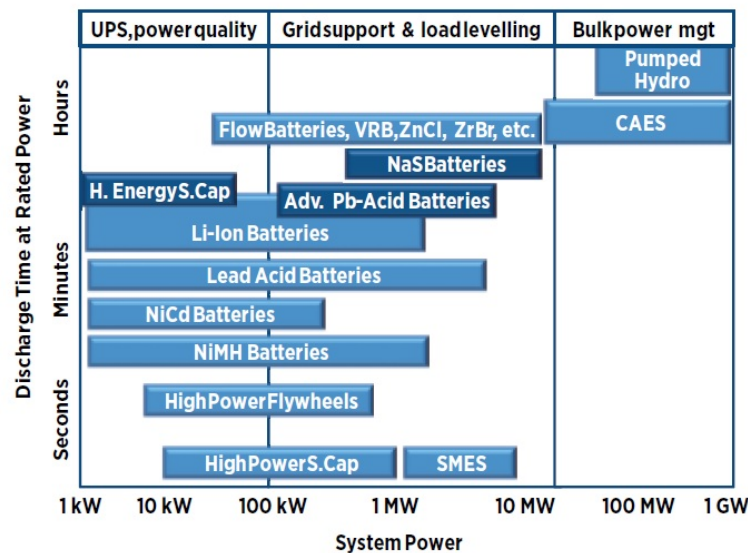 UPS,powerquality
Gridsupport & loadlevelling
Bulkpower mgt
Discharge Time at Rated Power
Hours
Minutes
Seconds
Pumped
Hydro
CAES
FlowBatteries, VRB,ZnCl, ZrBr, etc.
NaSBatteries
H. EnergyS.Cap
Adv. Pb-Acid Batteries
Li-Ion Batteries
Lead Acid Batteries
NiCd Batteries
NiMH Batteries
HighPowerFlywheels
HighPowerS.Cap
SMES
1 kW
10 kW
100 kW
1 MW
10 MW
100 MW
1 GW
System Power